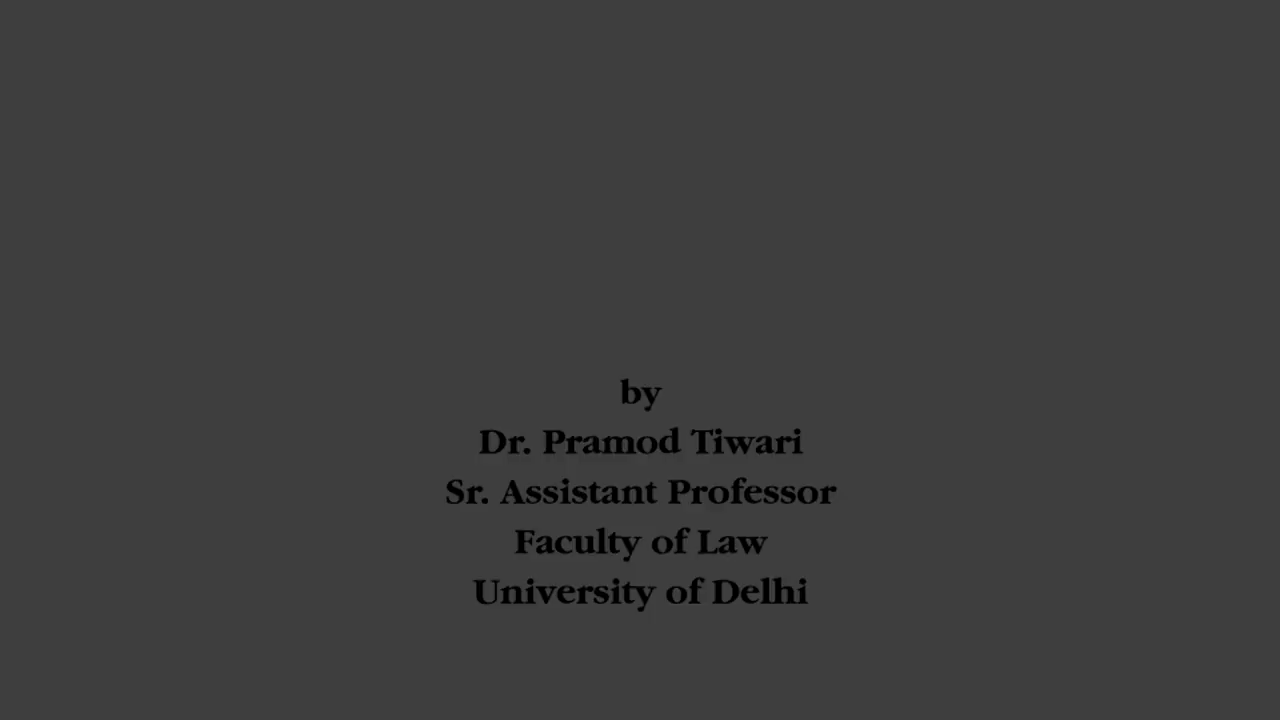 by
Dr. Pramod Tiwari
Sr. Assistant Professor
Faculty of Law
University of Delhi